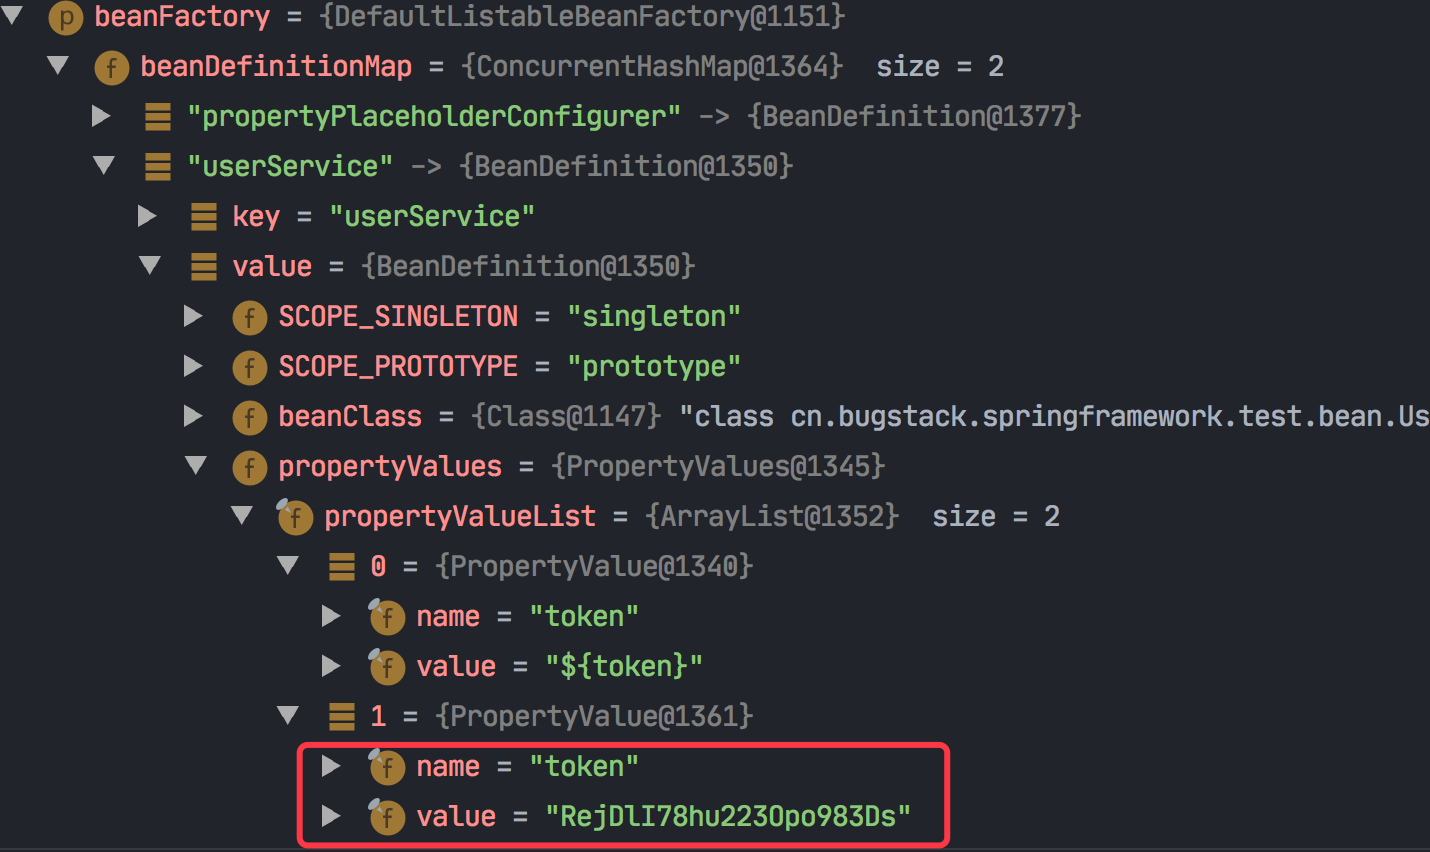 p beanFactory = {DefaultListableBeanFactory@1151}
f beanDefinitionMap = {ConcurrentHashMap@1364} size = 2
"propertyPlaceholderConfigurer" -> {BeanDefinition@1377}
"userService" -> {BeanDefinition@1350}
key = "userService"
value = {BeanDefinition@1350}
f SCOPE_SINGLETON = "singleton"
f SCOPE_PROTOTYPE = "prototype"
f beanClass = {Class@1147} "class cn.bugstack.springframework.test.bean.Us
f propertyValues = {PropertyValues@1345}
f propertyValueList = {ArrayList@1352} size = 2
0 = {PropertyValue@1340}
f name = "token"
f value = "${token}"
1 = {PropertyValue@1361}
f name = "token"
f value = "RejDlI78hu223Opo983Ds"